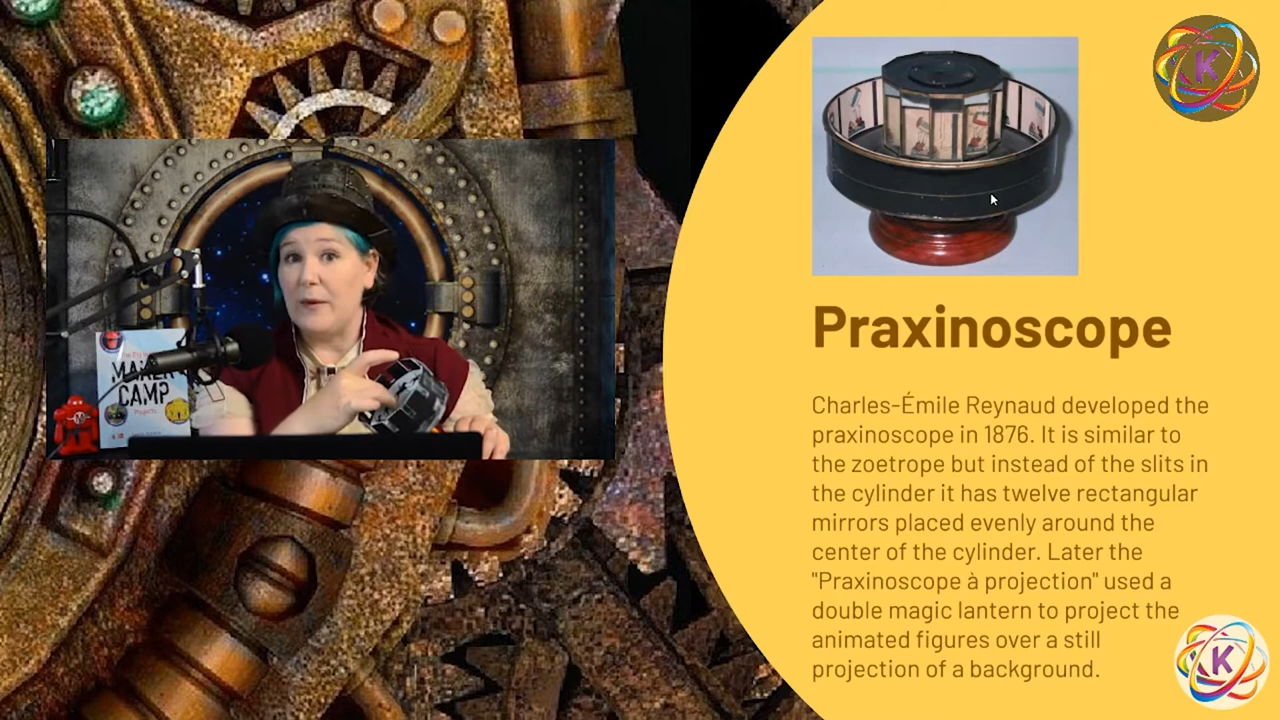 K
MAKER
CAMP
Projects
M
Praxinoscope
Charles-Émile Reynaud developed the
praxinoscope in 1876. It is similar to
the zoetrope but instead of the slits in
the cylinder it has twelve rectangular
mirrors placed evenly around the
center of the cylinder. Later the
"Praxinoscope à projection" used a
double magic lantern to project the
animated figures over a still
projection of a background.
K